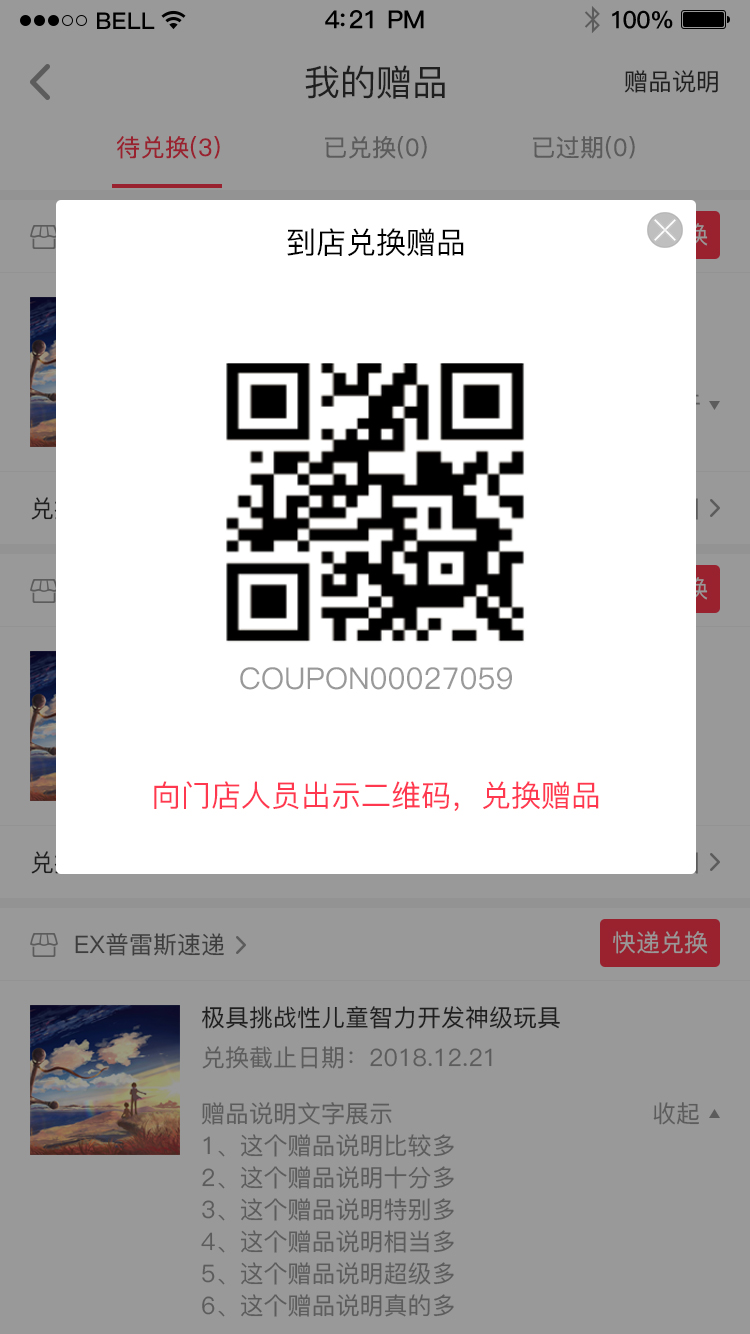 BELL 4:21 PM 100%
我的赠品 赠品说明
待兑换(3) 已兑换(0) 已过期(0)
换
到店兑换赠品
兑
换
COUPON00027059
向门店人员出示二维码，兑换赠品
兑
EX普雷斯速递 快递兑换
极具挑战性儿童智力开发神级玩具
兑换截止日期：2018.12.21
赠品说明文字展示 收起
1、这个赠品说明比较多
2、这个赠品说明十分多
3、这个赠品说明特别多
4、这个赠品说明相当多
5、这个赠品说明超级多
6、这个赠品说明真的多